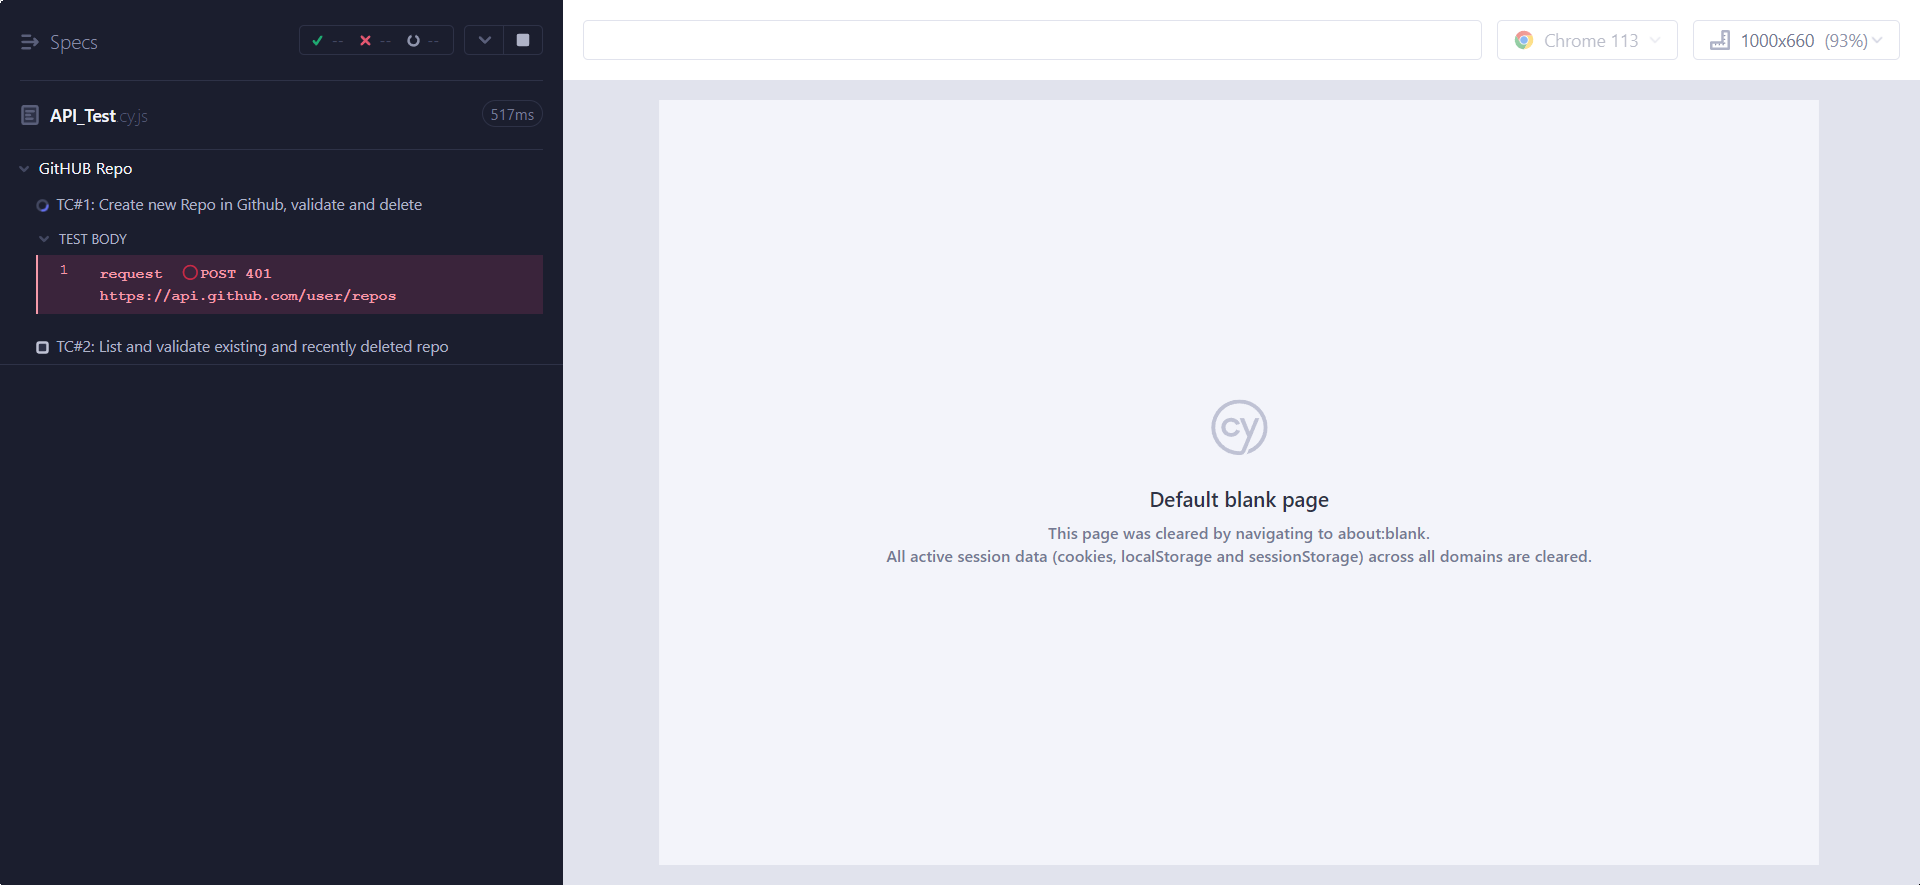 Specs
-- -- --
API_Test.cy.js
517ms
GitHUB Repo
TC#1: Create new Repo in Github, validate and delete
TEST BODY
1 request POST 401
https://api.github.com/user/repos
TC#2: List and validate existing and recently deleted repo
Chrome 113
1000x660 (93%)
cy
Default blank page
This page was cleared by navigating to about:blank.
All active session data (cookies, localStorage and sessionStorage) across all domains are cleared.